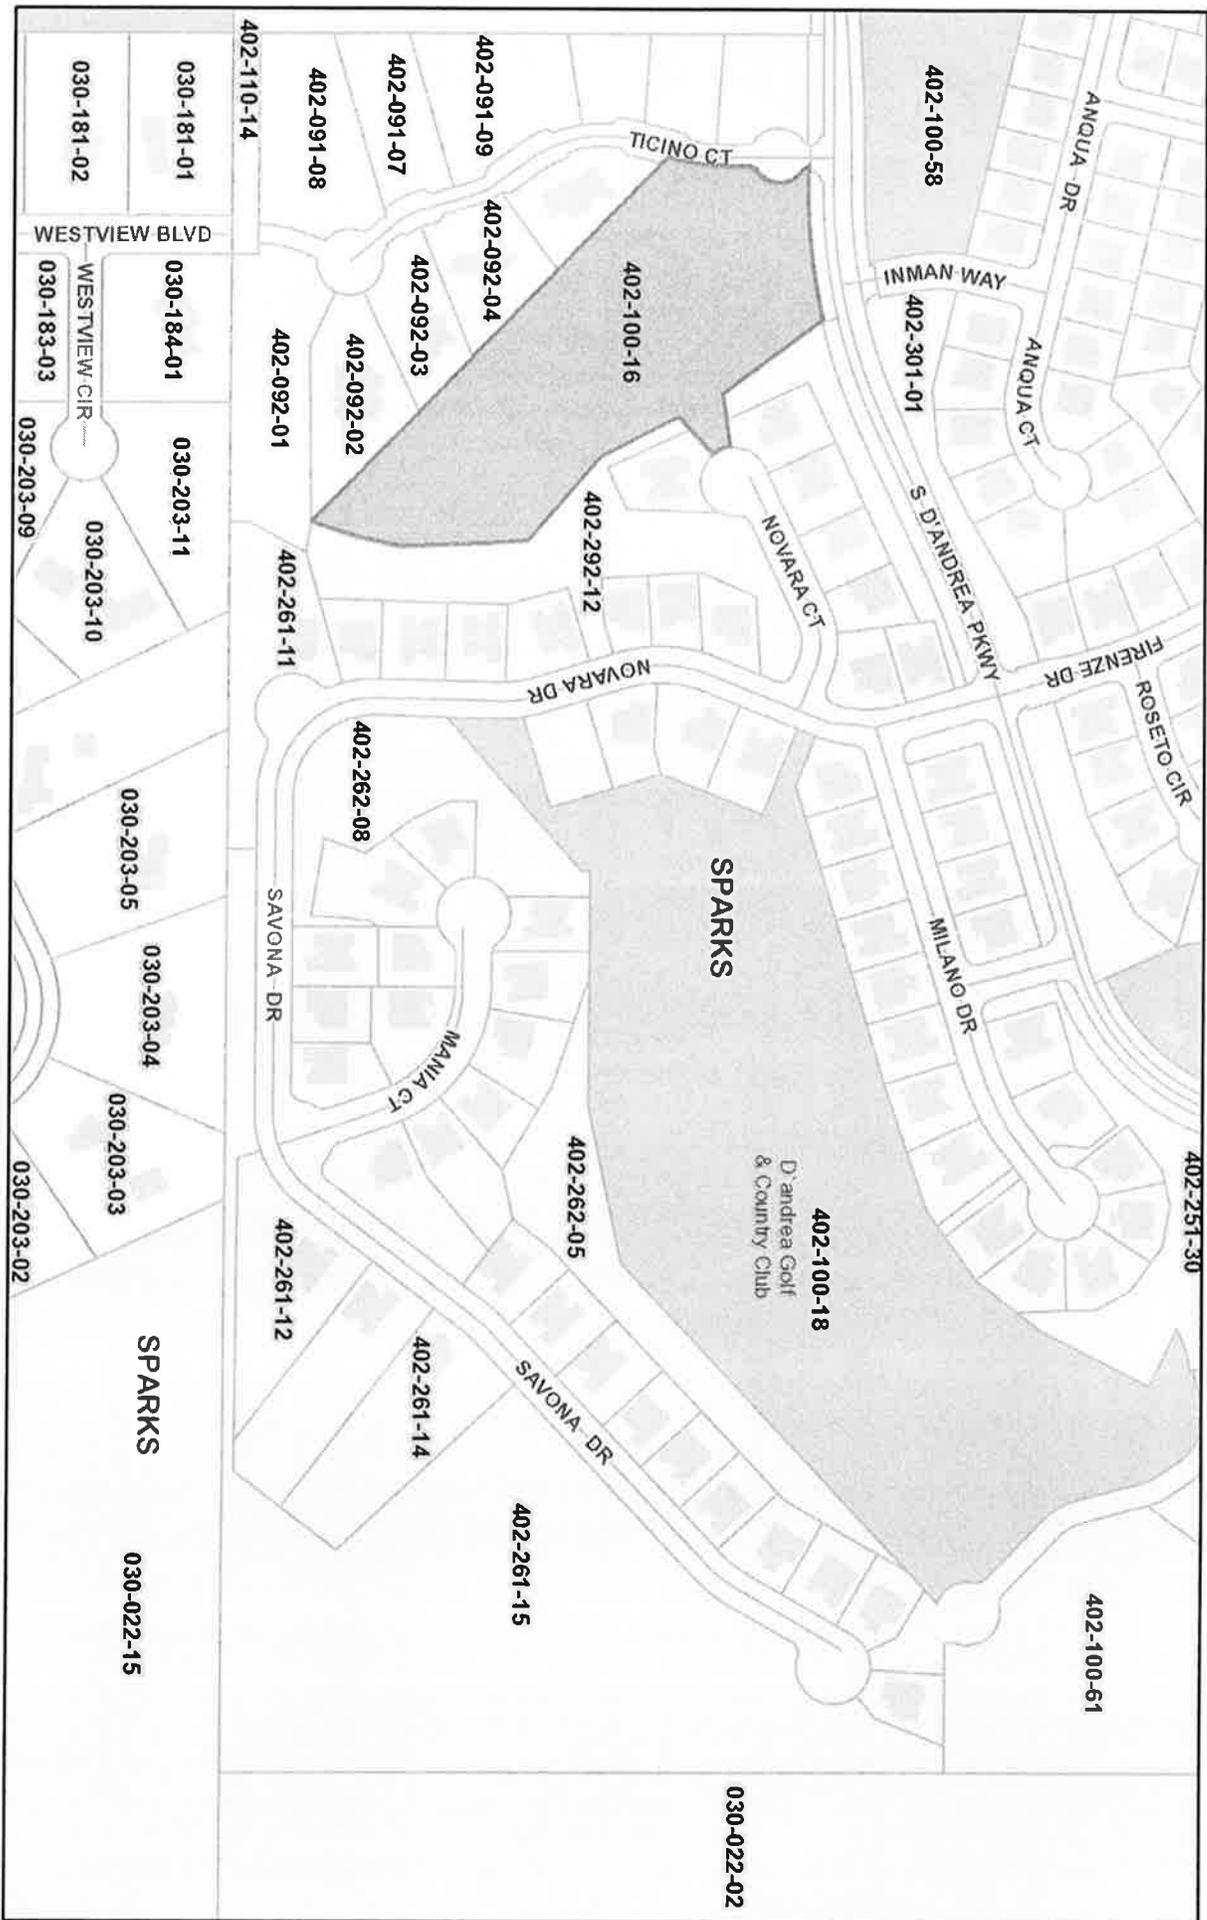 402-110-14
030-181-01
030-181-02
402-091-08
402-091-07
402-091-09
TICINO CT
402-100-58
ANQUA DR
WESTVIEW BLVD
WESTVIEW CIR
030-184-01
030-183-03
402-092-04
402-092-03
402-092-02
402-092-01
402-100-16
INMAN WAY
402-301-01
ANQUA CT
030-203-11
030-203-09
030-203-10
402-261-11
402-292-12
NOVARA CT
S D'ANDREA PKWY
FIRENZE DR
ROSETO CIR
NOVARA DR
402-262-08
030-203-05
SPARKS
SAVONA DR
030-203-04
MILANO DR
MANIA CT
030-203-03
030-203-02
402-262-05
D`andrea Golf
& Country Club
402-100-18
402-251-30
402-261-12
SPARKS
402-261-14
SAVONA DR
402-261-15
030-022-15
402-100-61
030-022-02